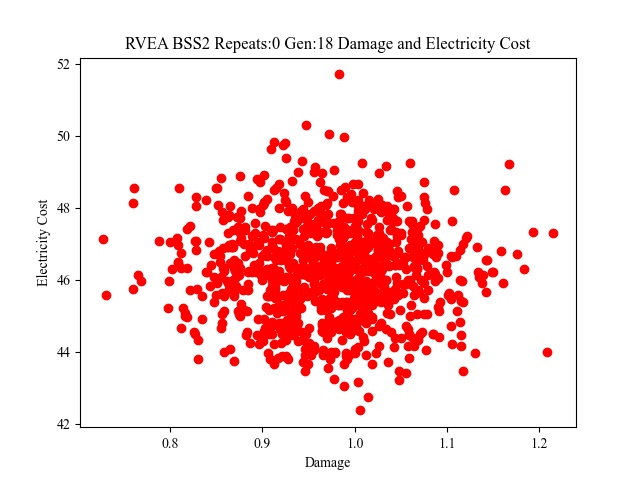 RVEA BSS2 Repeats:0 Gen:18 Damage and Electricity Cost
52
50
48
46
44
42
Electricity Cost
0.8 0.9 1.0 1.1 1.2
Damage